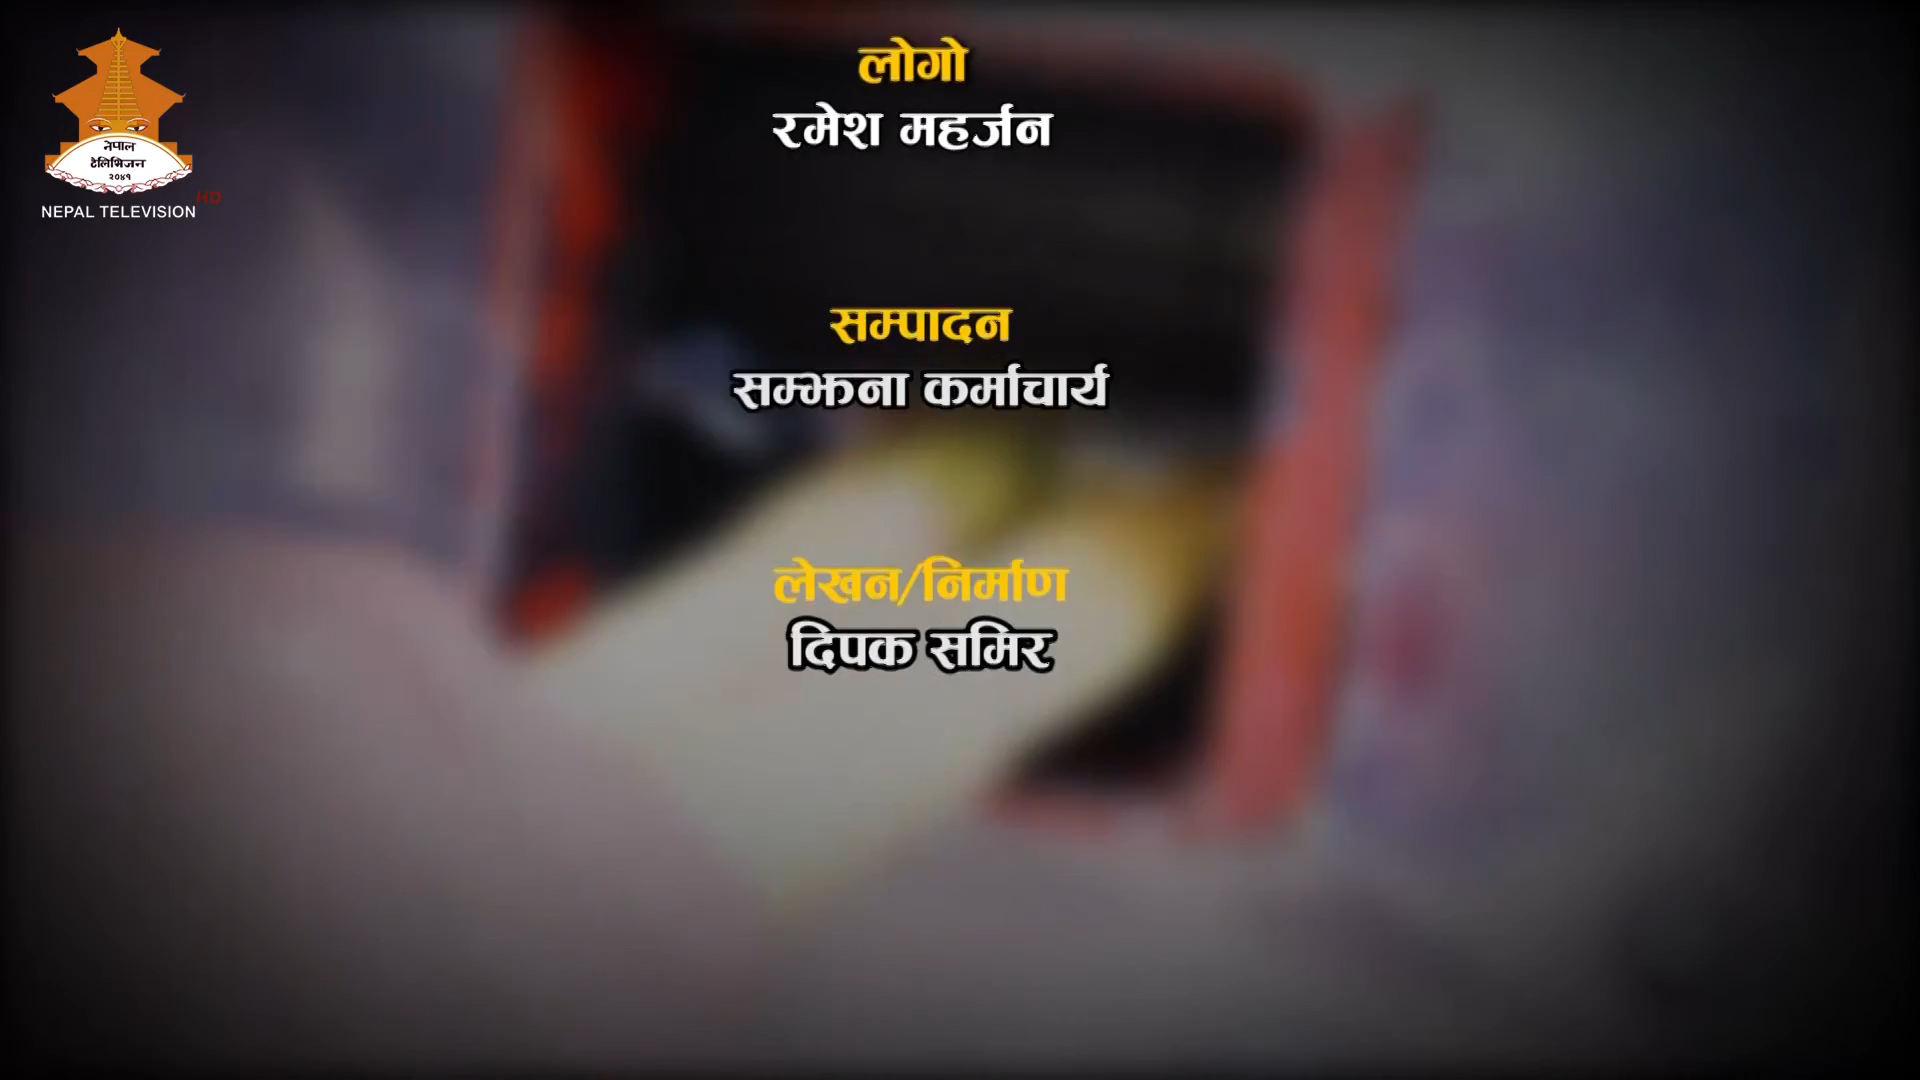 नेपाल
टेलिभिजन
२०४१
HD
NEPAL TELEVISION
लोगो
रमेश महर्जन
सम्पादन
सम्झना कर्माचार्य
लेखन/निर्माण
दिपक समिर